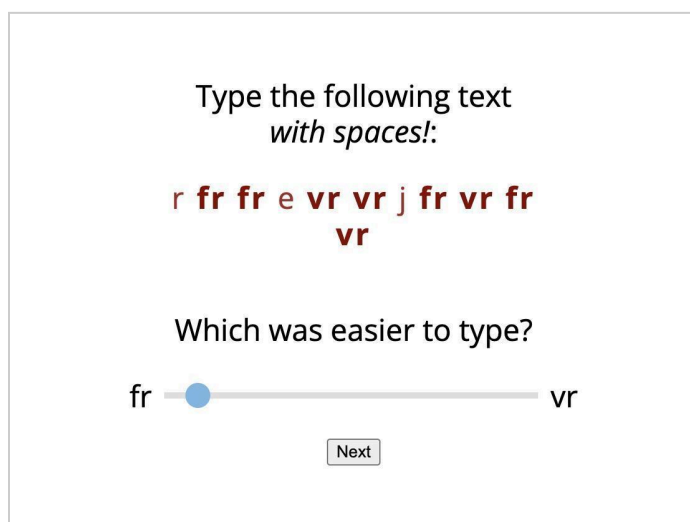 Type the following text
with spaces!:
r fr fr e vr vr j fr vr fr
vr
Which was easier to type?
fr vr
Next